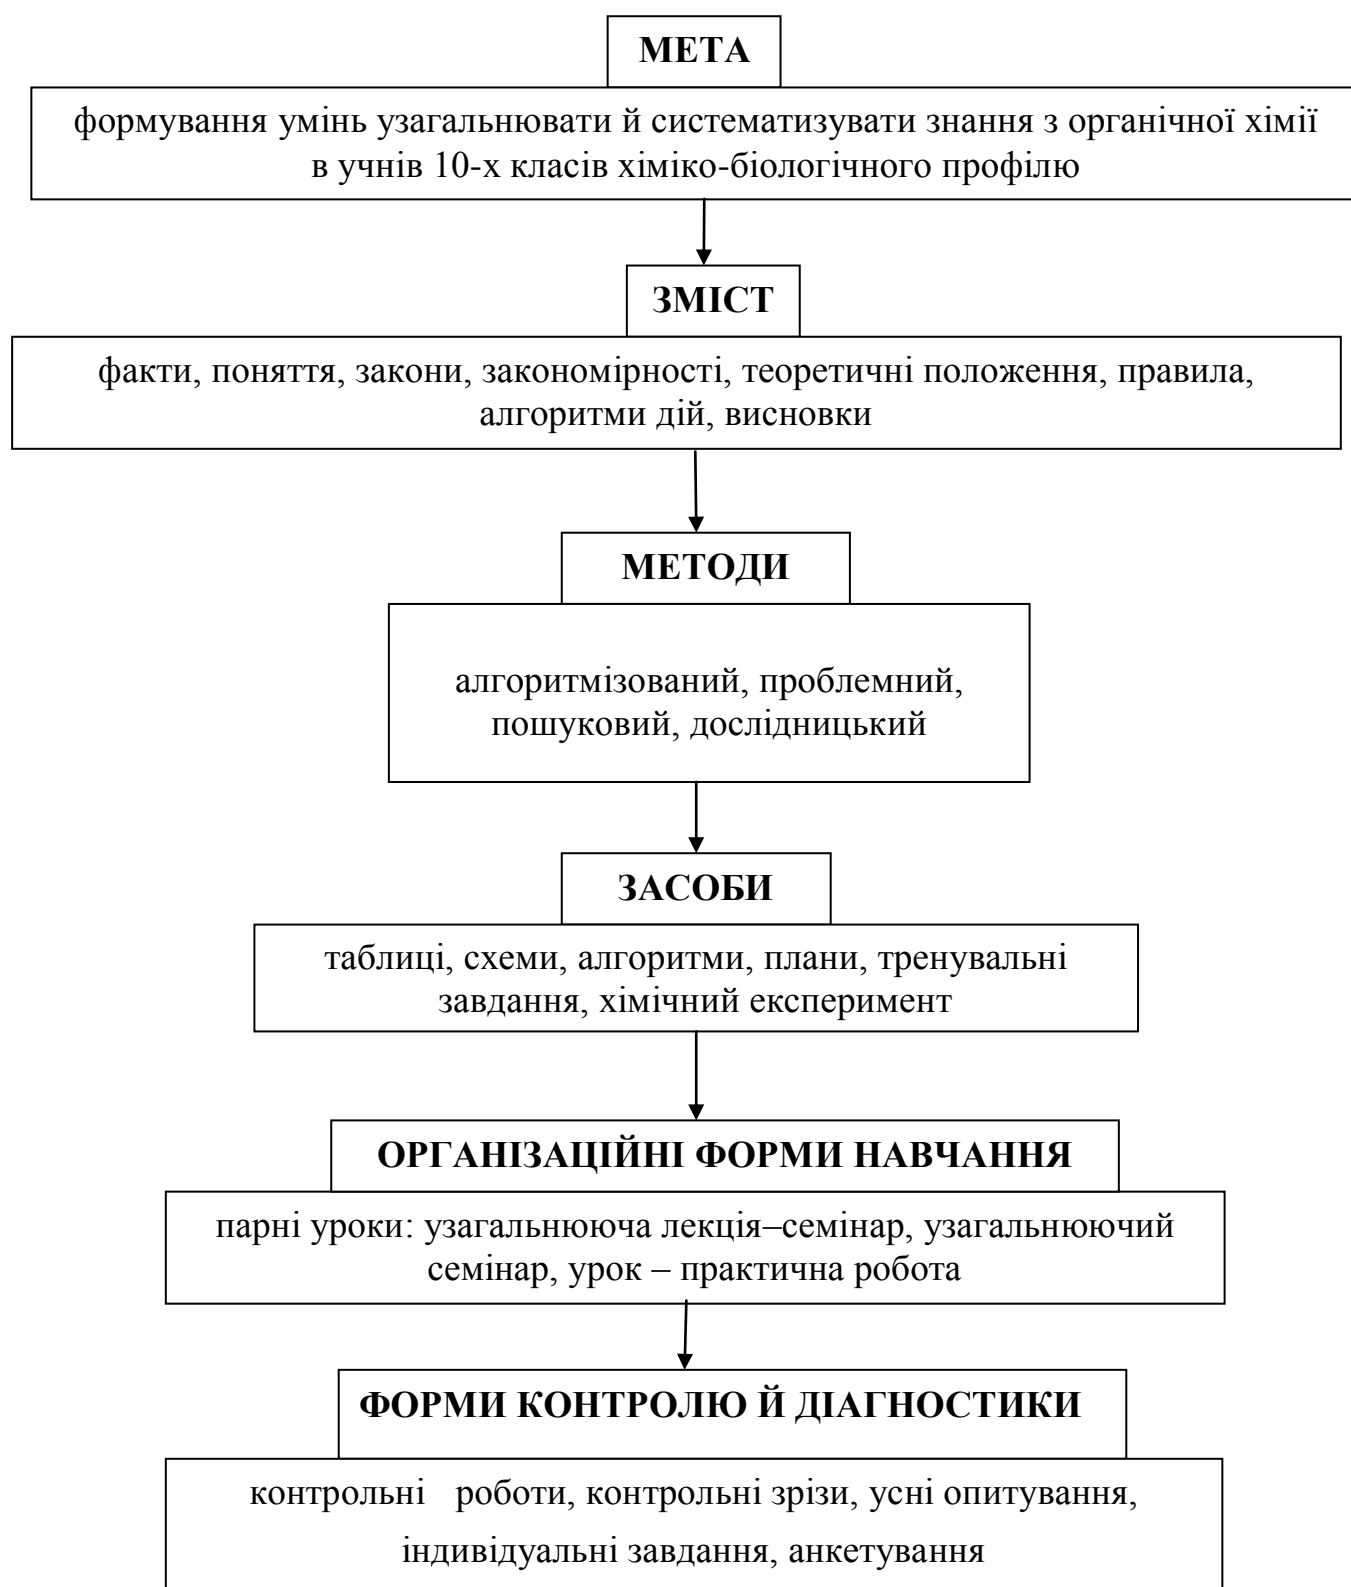 МЕТА
формування умінь узагальнювати й систематизувати знання з органічної хімії
в учнів 10-х класів хіміко-біологічного профілю
ЗМІСТ
факти, поняття, закони, закономірності, теоретичні положення, правила,
алгоритми дій, висновки
МЕТОДИ
алгоритмізований, проблемний,
пошуковий, дослідницький
ЗАСОБИ
таблиці, схеми, алгоритми, плани, тренувальні
завдання, хімічний експеримент
ОРГАНІЗАЦІЙНІ ФОРМИ НАВЧАННЯ
парні уроки: узагальнююча лекція–семінар, узагальнюючий
семінар, урок – практична робота
ФОРМИ КОНТРОЛЮ Й ДІАГНОСТИКИ
контрольні роботи, контрольні зрізи, усні опитування,
індивідуальні завдання, анкетування